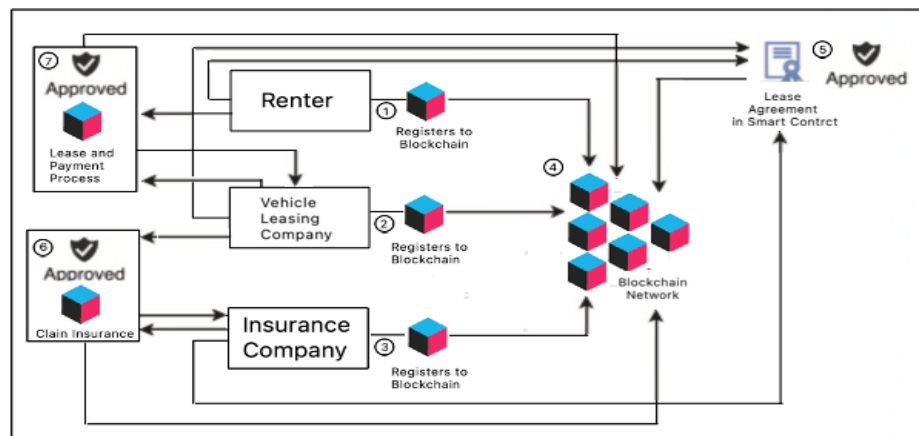 7
Approved
Lease and
Payment
Process
Renter
1
Registers to
Blockchain
5
Approved
Lease
Agreement
in Smart Contrct
4
Vehicle
Leasing
Company
2
Registers to
Blockchain
Blockchain
Network
6
Approved
Clain Insurance
Insurance
Company
3
Registers to
Blockchain